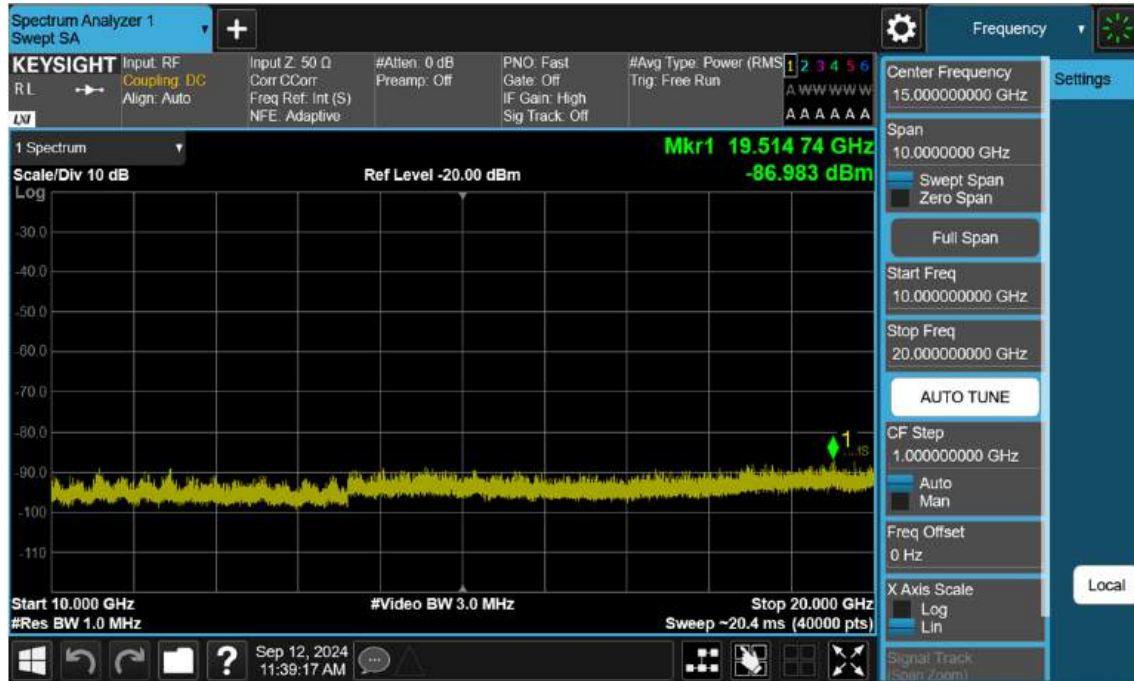 Spectrum Analyzer 1
Swept SA
Frequency
KEYSIGHT
RL
LXI
Input: RF
Coupling: DC
Align: Auto
Input Z: 50 Ω
Corr CCorr
Freq Ref: Int (S)
NFE: Adaptive
#Atten: 0 dB
Preamp: Off
PNO: Fast
Gate: Off
IF Gain: High
Sig Track: Off
#Avg Type: Power (RMS
Trig: Free Run
1 2 3 4 5 6
A W W W W W
A A A A A A
1 Spectrum
Mkr1 19.514 74 GHz
Scale/Div 10 dB
Ref Level -20.00 dBm
-86.983 dBm
Log
-30.0
-40.0
-50.0
-60.0
-70.0
-80.0
-90.0
-100
-110
1
Start 10.000 GHz
#Video BW 3.0 MHz
Stop 20.000 GHz
#Res BW 1.0 MHz
Sweep ~20.4 ms (40000 pts)
Center Frequency
15.000000000 GHz
Span
10.0000000 GHz
Swept Span
Zero Span
Full Span
Start Freq
10.000000000 GHz
Stop Freq
20.000000000 GHz
AUTO TUNE
CF Step
1.000000000 GHz
Auto
Man
Freq Offset
0 Hz
X Axis Scale
Log
Lin
Signal Track
(Span Zoom)
Settings
Local
?
Sep 12, 2024
11:39:17 AM